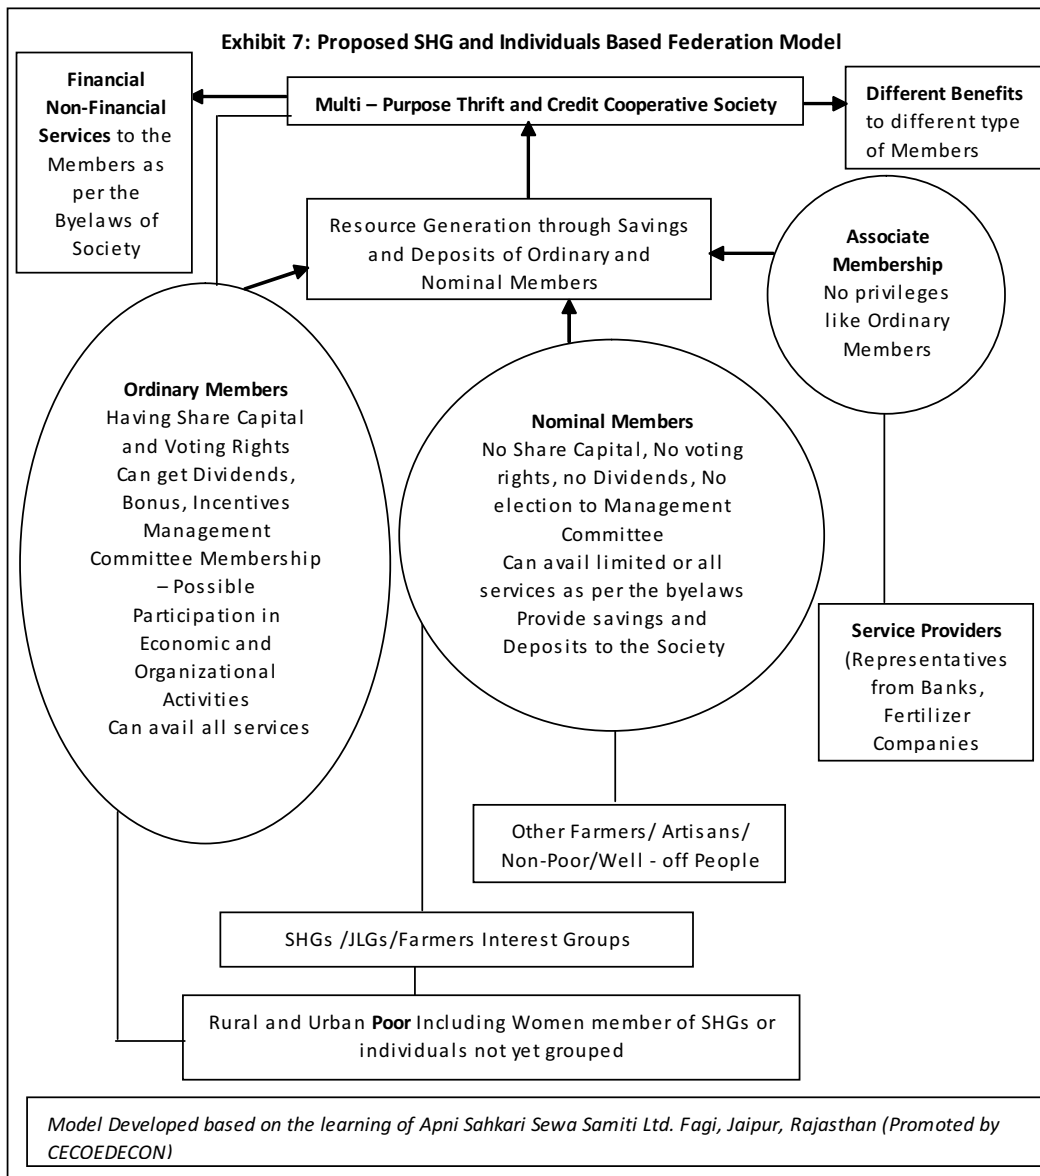 Exhibit 7: Proposed SHG and Individuals Based Federation Model
Financial
Non-Financial
Services to the
Members as
per the
Byelaws of
Society
Multi – Purpose Thrift and Credit Cooperative Society
Different Benefits
to different type
of Members
Resource Generation through Savings
and Deposits of Ordinary and
Nominal Members
Associate
Membership
No privileges
like Ordinary
Members
Ordinary Members
Having Share Capital
and Voting Rights
Can get Dividends,
Bonus, Incentives
Management
Committee Membership
– Possible
Participation in
Economic and
Organizational
Activities
Can avail all services
Nominal Members
No Share Capital, No voting
rights, no Dividends, No
election to Management
Committee
Can avail limited or all
services as per the byelaws
Provide savings and
Deposits to the Society
Service Providers
(Representatives
from Banks,
Fertilizer
Companies
Other Farmers/ Artisans/
Non-Poor/Well - off People
SHGs /JLGs/Farmers Interest Groups
Rural and Urban Poor Including Women member of SHGs or
individuals not yet grouped
Model Developed based on the learning of Apni Sahkari Sewa Samiti Ltd. Fagi, Jaipur, Rajasthan (Promoted by
CECOEDECON)